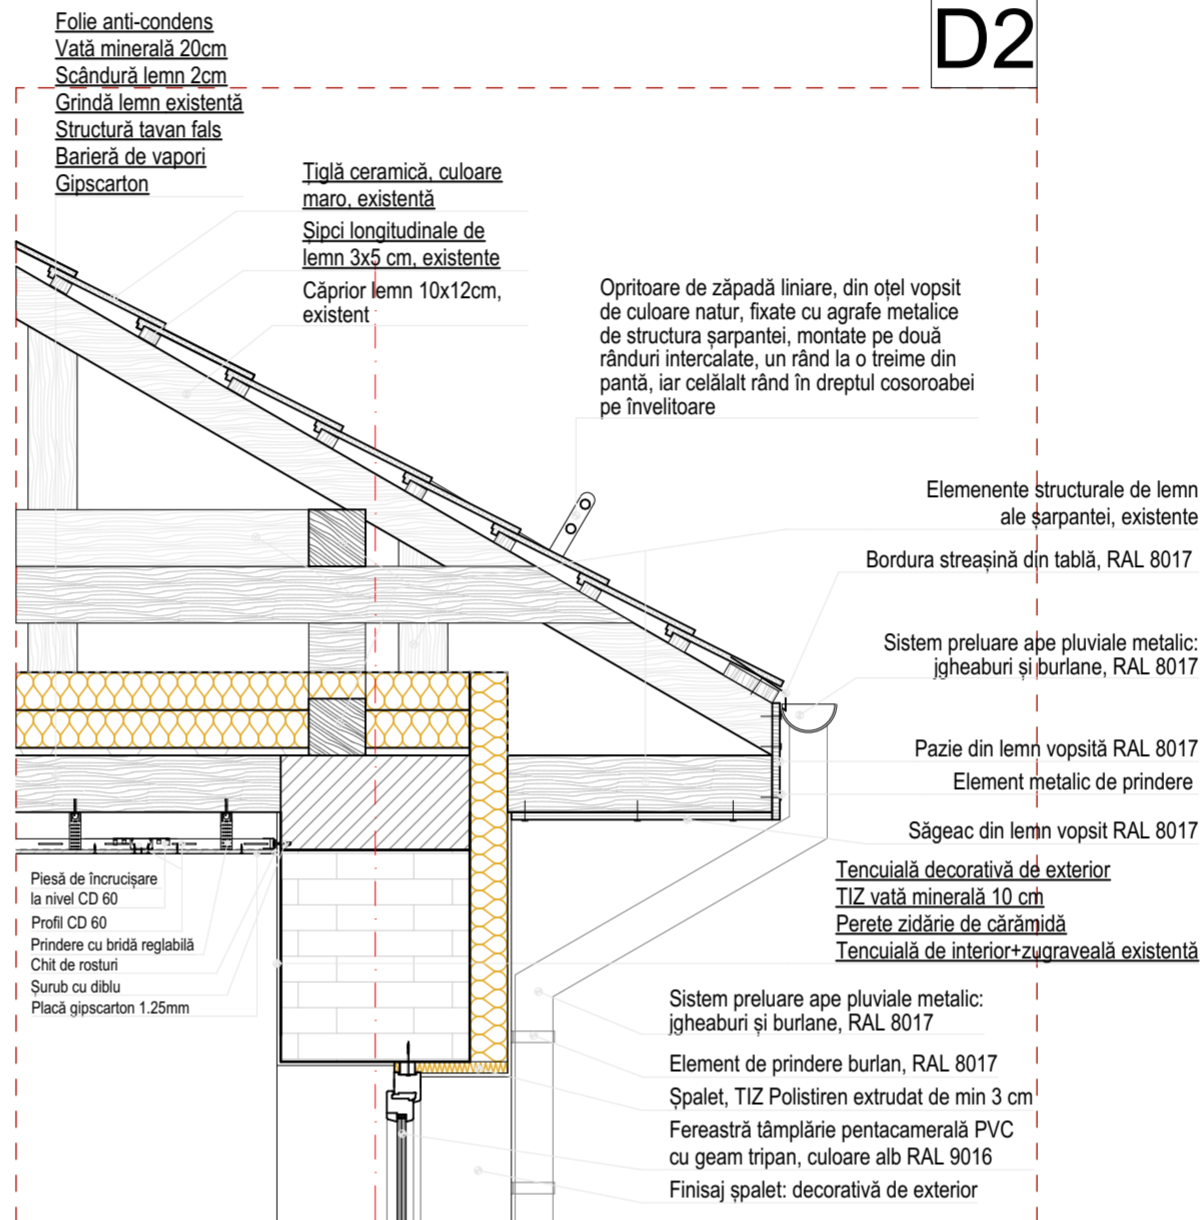 D2
Folie anti-condens
Vată minerală 20cm
Scândură lemn 2cm
Grindă lemn existentă
Structură tavan fals
Barieră de vapori
Gipscarton
Țiglă ceramică, culoare
maro, existentă
Șipci longitudinale de
lemn 3x5 cm, existente
Căprior lemn 10x12cm,
existent
Opritoare de zăpadă liniare, din oțel vopsit
de culoare natur, fixate cu agrafe metalice
de structura șarpantei, montate pe două
rânduri intercalate, un rând la o treime din
pantă, iar celălalt rând în dreptul cosoroabei
pe învelitoare
Elemenente structurale de lemn
ale șarpantei, existente
Bordura streașină din tablă, RAL 8017
Sistem preluare ape pluviale metalic:
jgheaburi și burlane, RAL 8017
Pazie din lemn vopsită RAL 8017
Element metalic de prindere
Săgeac din lemn vopsit RAL 8017
Tencuială decorativă de exterior
TIZ vată minerală 10 cm
Perete zidărie de cărămidă
Tencuială de interior+zugraveală existentă
Piesă de încrucișare
la nivel CD 60
Profil CD 60
Prindere cu bridă reglabilă
Chit de rosturi
Șurub cu diblu
Placă gipscarton 1.25mm
Sistem preluare ape pluviale metalic:
jgheaburi și burlane, RAL 8017
Element de prindere burlan, RAL 8017
Șpalet, TIZ Polistiren extrudat de min 3 cm
Fereastră tâmplărie pentacamerală PVC
cu geam tripan, culoare alb RAL 9016
Finisaj șpalet: decorativă de exterior